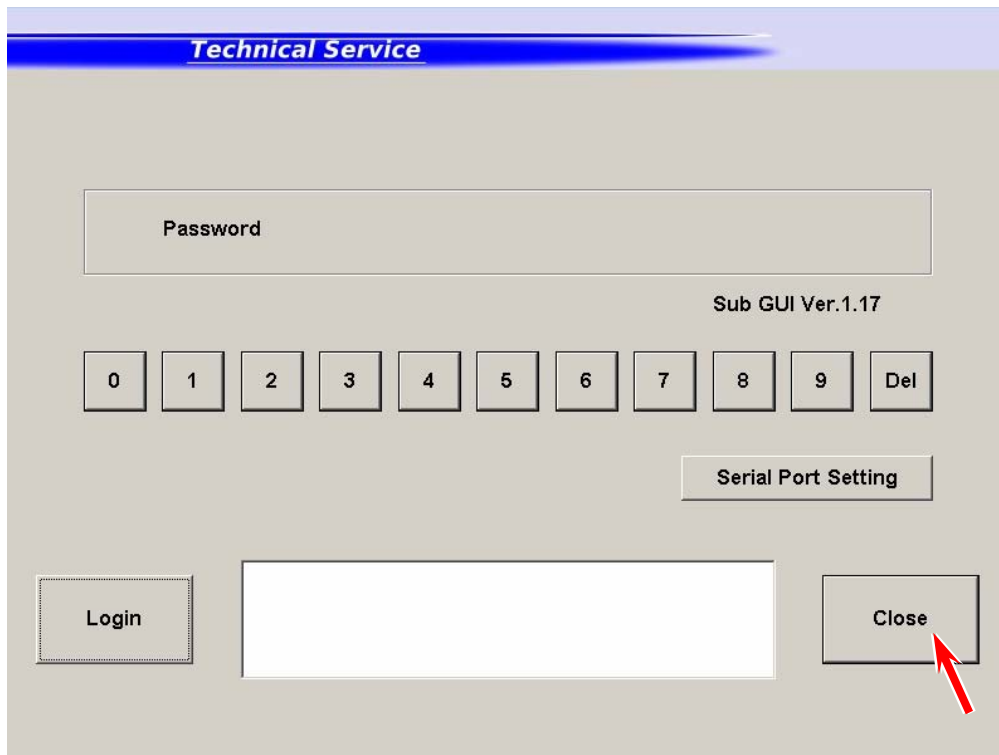 Technical Service
Password
Sub GUI Ver.1.17
0 1 2 3 4 5 6 7 8 9 Del
Serial Port Setting
Login Close